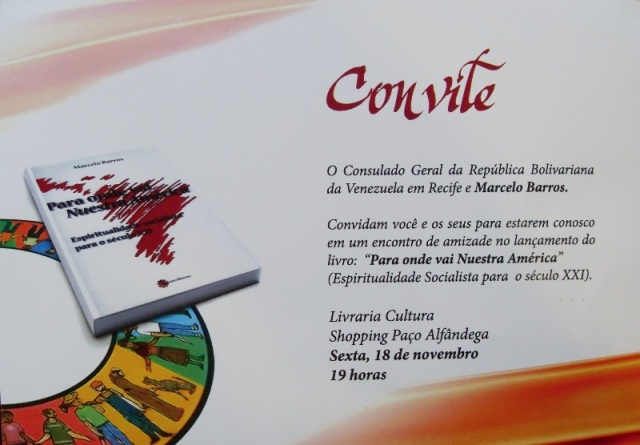 Convite
O Consulado Geral da República Bolivariana
da Venezuela em Recife e Marcelo Barros.
Convidam você e os seus para estarem conosco
em um encontro de amizade no lançamento do
livro: “Para onde vai Nuestra América”
(Espiritualidade Socialista para o século XXI).
Livraria Cultura
Shopping Paço Alfândega
Sexta, 18 de novembro
19 horas
Marcelo Barros
Para onde vai
Nuestra América
Espiritualidade
para o século